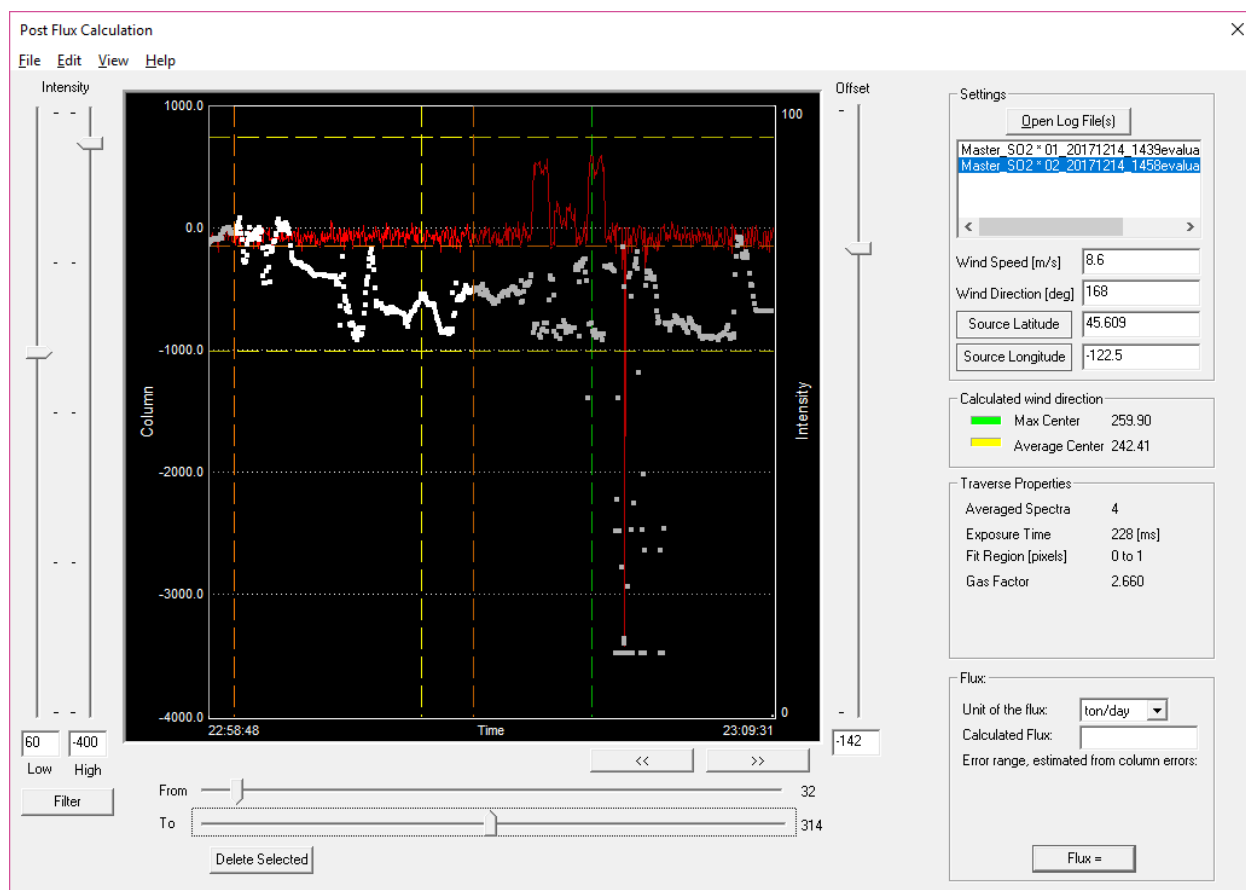 Post Flux Calculation
File Edit View Help
Intensity
Offset
1000.0
0.0
-1000.0
-2000.0
-3000.0
-4000.0
Column
100
Intensity
0
22:58:48
Time
23:09:31
60
-400
Low
High
Filter
-142
<<
>>
From
32
To
314
Delete Selected
Settings
Open Log File(s)
Master_SO2 * 01_20171214_1439evalua
Master_SO2 * 02_20171214_1458evalua
Wind Speed [m/s] 8.6
Wind Direction [deg] 168
Source Latitude 45.609
Source Longitude -122.5
Calculated wind direction
Max Center 259.90
Average Center 242.41
Traverse Properties
Averaged Spectra 4
Exposure Time 228 [ms]
Fit Region [pixels] 0 to 1
Gas Factor 2.660
Flux:
Unit of the flux: ton/day
Calculated Flux:
Error range, estimated from column errors:
Flux =